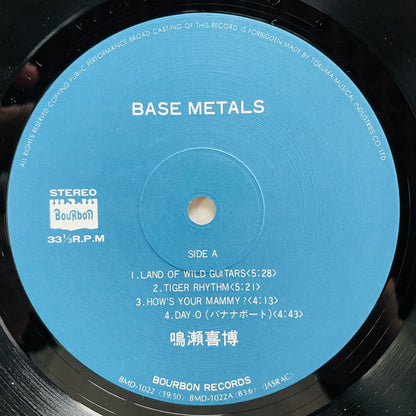 ALL RIGHTS RESERVED COPYING PUBLIC PERFORMANCE BROAD CASTING OF THIS RECORD IS FORBIDDEN MADE BY TOKUMA MUSICAL INDUSTRIES CO.LTD.
BASE METALS
STEREO
BouRbon
33⅓R.P.M
SIDE A
1.LAND OF WILD GUITARS<5:28>
2.TIGER RHYTHM<5:21>
3.HOW'S YOUR MAMMY?<4:13>
4.DAY O(バナナボート)<4:43>
鳴瀬喜博
BOURBON RECORDS
BMD-1022 <19:50> BMD-1022A <83.6> <JASRAC>